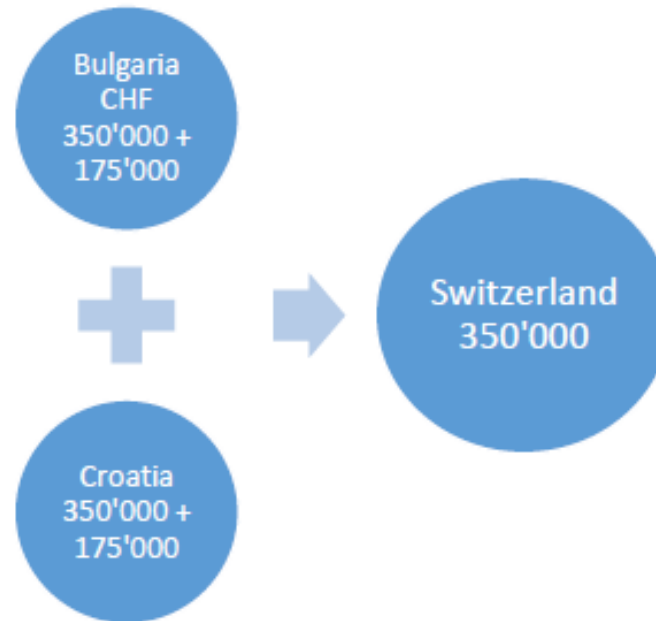 Bulgaria
CHF
350'000 +
175'000
Switzerland
350'000
Croatia
350'000 +
175'000